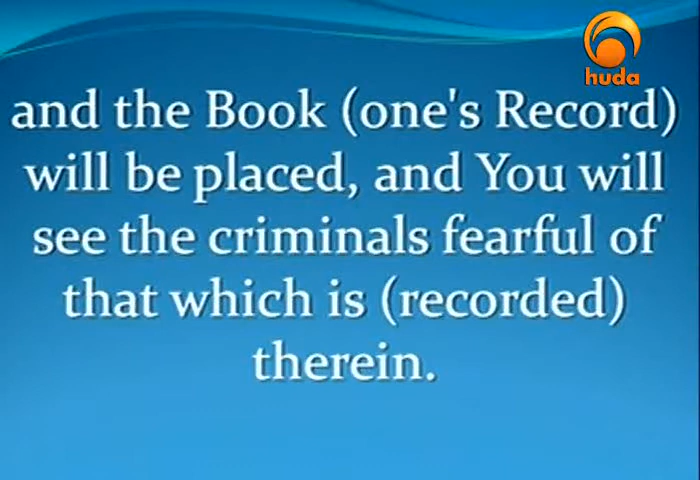 huda
and the Book (one's Record)
will be placed, and You will
see the criminals fearful of
that which is (recorded)
therein.